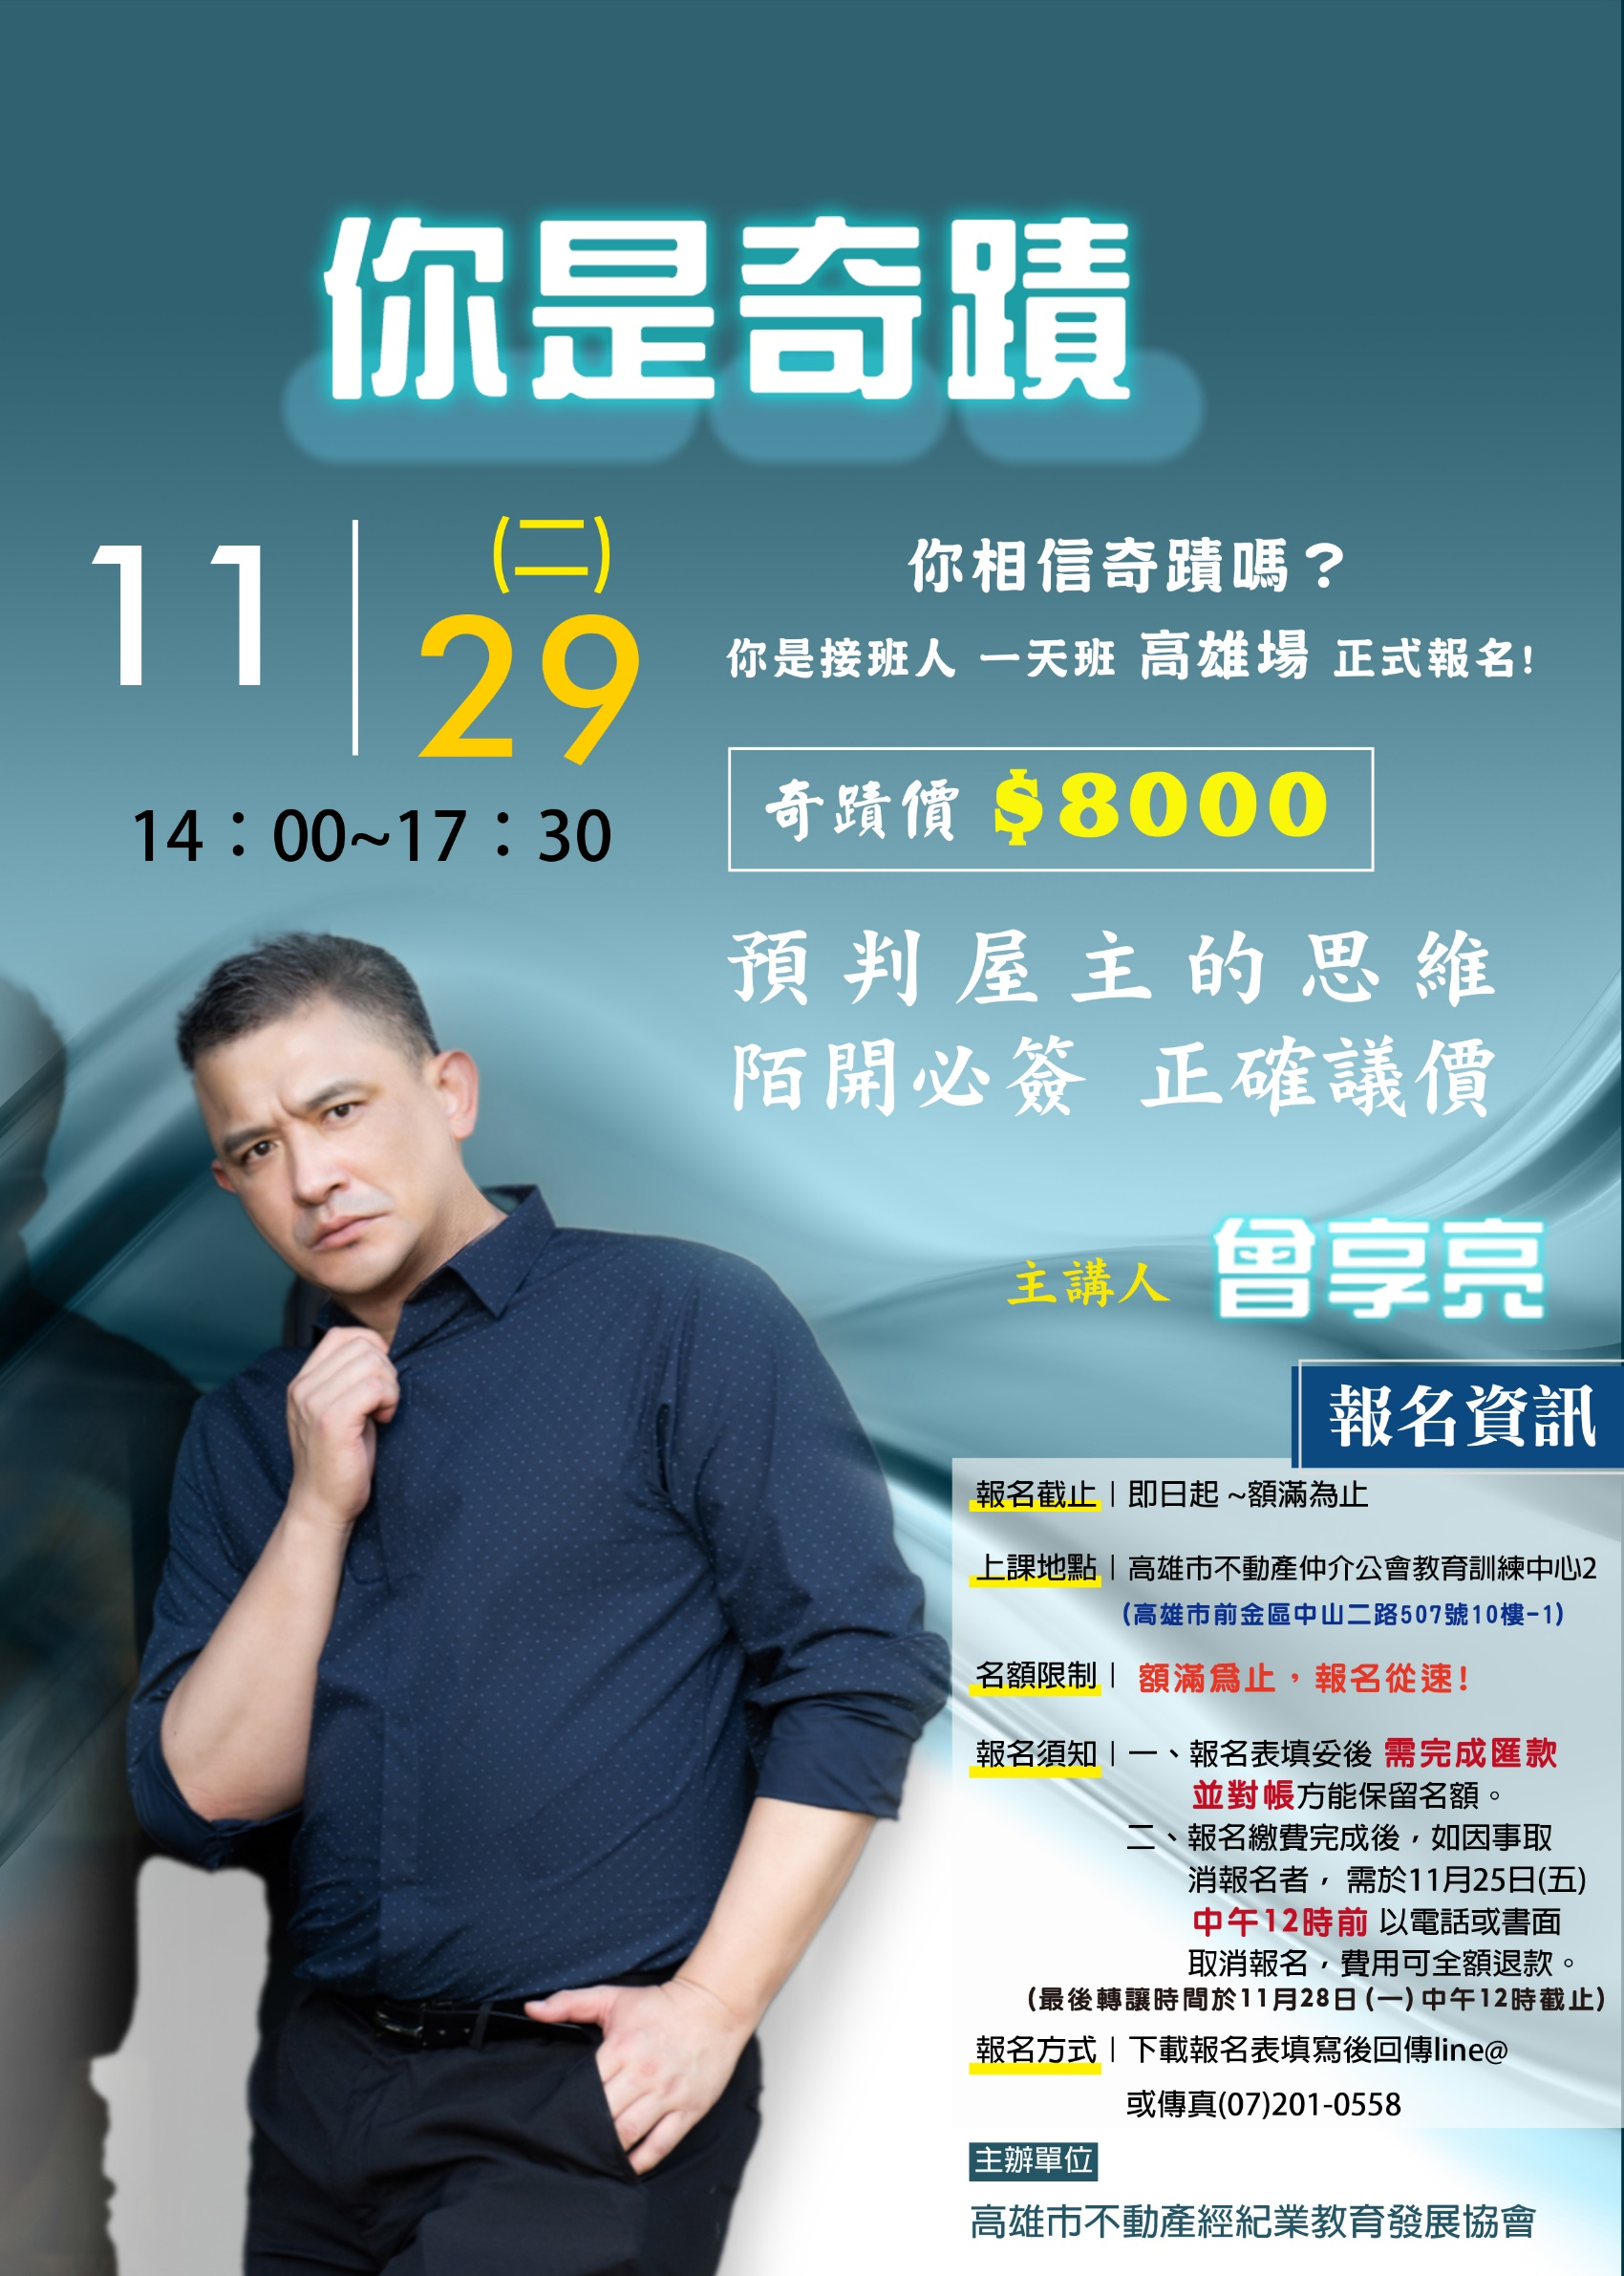 你是奇蹟
11
(二)
29
14：00~17：30
你相信奇蹟嗎？
你是接班人 一天班 高雄場 正式報名!
奇蹟價 $8000
預判屋主的思維
陌開必簽 正確議價
主講人 曾享亮
報名資訊
報名截止 | 即日起 ~額滿為止
上課地點 | 高雄市不動產仲介公會教育訓練中心2
(高雄市前金區中山二路507號10樓-1)
名額限制 | 額滿為止，報名從速!
報名須知 | 一、報名表填妥後 需完成匯款
並對帳方能保留名額。
二、報名繳費完成後，如因事取
消報名者， 需於11月25日(五)
中午12時前 以電話或書面
取消報名，費用可全額退款。
(最後轉讓時間於11月28日(一)中午12時截止)
報名方式 | 下載報名表填寫後回傳line@
或傳真(07)201-0558
主辦單位
高雄市不動產經紀業教育發展協會